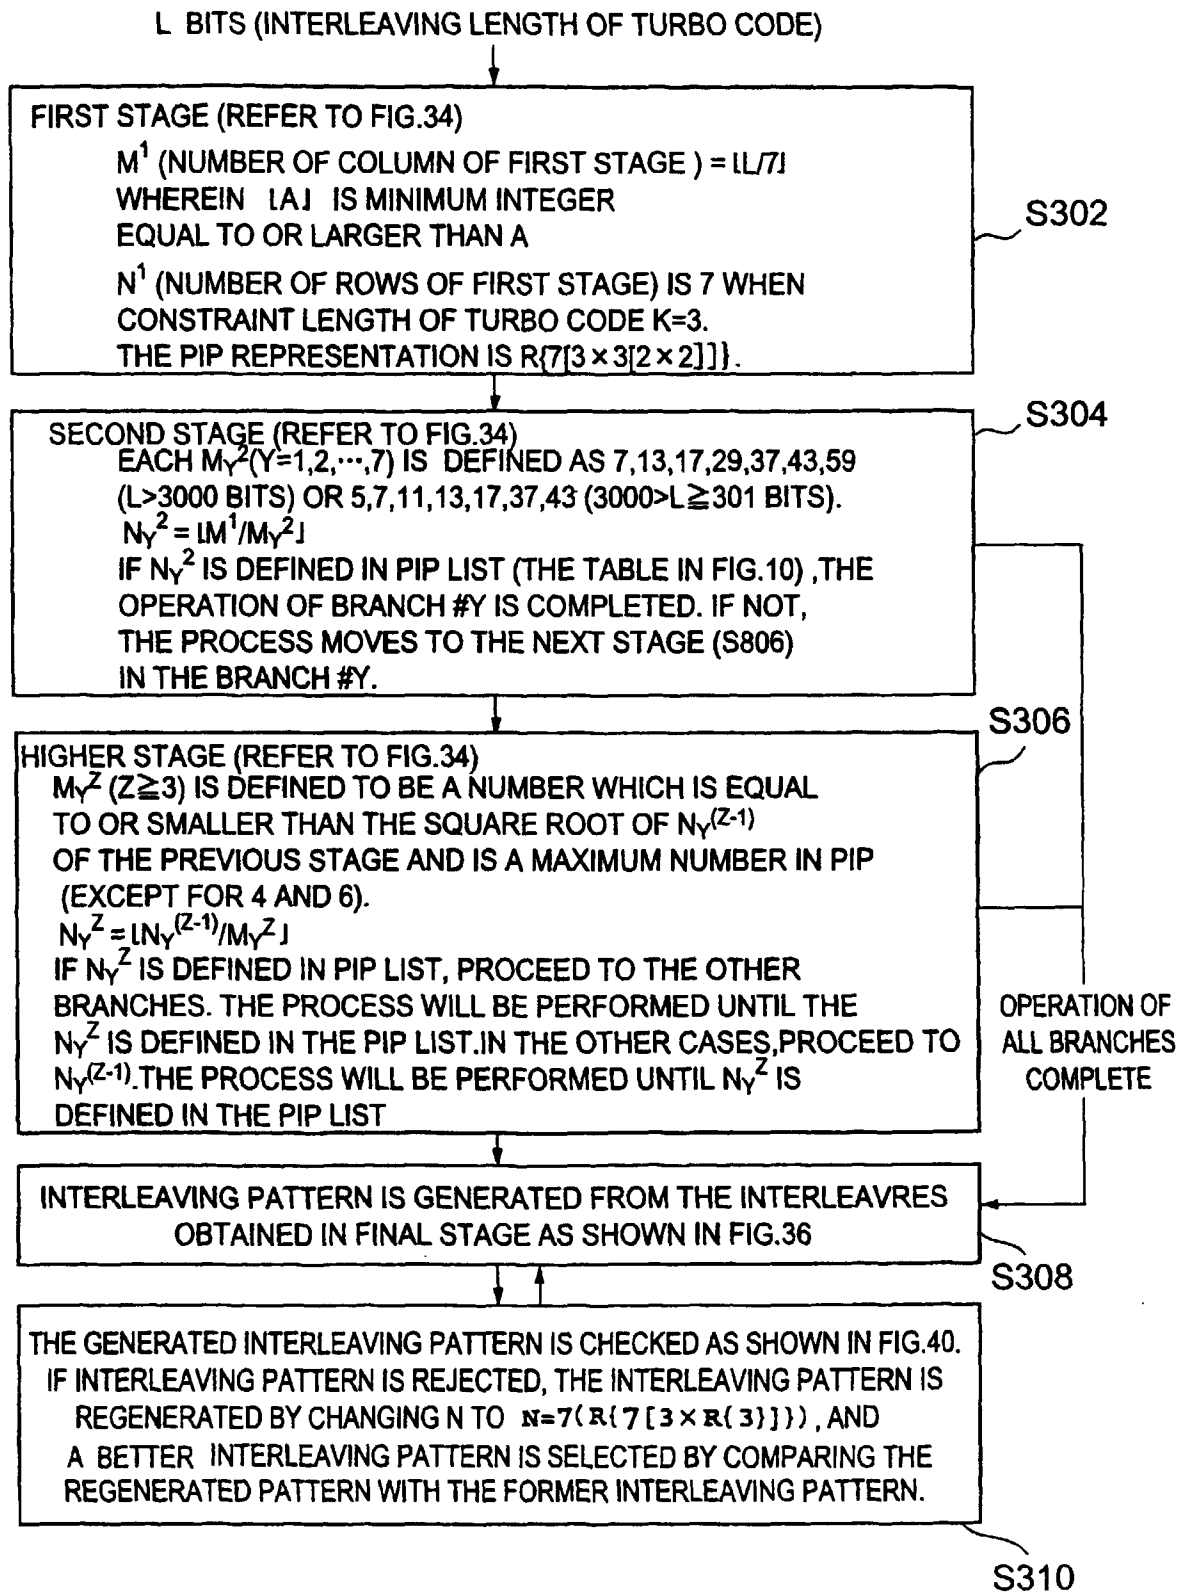 L BITS (INTERLEAVING LENGTH OF TURBO CODE)
FIRST STAGE (REFER TO FIG.34)
M¹ (NUMBER OF COLUMN OF FIRST STAGE ) = ⌊L/7⌋
WHEREIN ⌊A⌋ IS MINIMUM INTEGER
EQUAL TO OR LARGER THAN A
N¹ (NUMBER OF ROWS OF FIRST STAGE) IS 7 WHEN
CONSTRAINT LENGTH OF TURBO CODE K=3.
THE PIP REPRESENTATION IS R{7[3×3[2×2]]}.
S302
SECOND STAGE (REFER TO FIG.34)
EACH M_Y²(Y=1,2,⋯,7) IS DEFINED AS 7,13,17,29,37,43,59
(L>3000 BITS) OR 5,7,11,13,17,37,43 (3000>L≧301 BITS).
N_Y² = ⌊M¹/M_Y²⌋
IF N_Y² IS DEFINED IN PIP LIST (THE TABLE IN FIG.10) ,THE
OPERATION OF BRANCH #Y IS COMPLETED. IF NOT,
THE PROCESS MOVES TO THE NEXT STAGE (S806)
IN THE BRANCH #Y.
S304
HIGHER STAGE (REFER TO FIG.34)
M_Y^Z (Z≧3) IS DEFINED TO BE A NUMBER WHICH IS EQUAL
TO OR SMALLER THAN THE SQUARE ROOT OF N_Y^(Z-1)
OF THE PREVIOUS STAGE AND IS A MAXIMUM NUMBER IN PIP
(EXCEPT FOR 4 AND 6).
N_Y^Z = ⌊N_Y^(Z-1)/M_Y^Z⌋
IF N_Y^Z IS DEFINED IN PIP LIST, PROCEED TO THE OTHER
BRANCHES. THE PROCESS WILL BE PERFORMED UNTIL THE
N_Y^Z IS DEFINED IN THE PIP LIST.IN THE OTHER CASES,PROCEED TO
N_Y^(Z-1).THE PROCESS WILL BE PERFORMED UNTIL N_Y^Z IS
DEFINED IN THE PIP LIST
S306
OPERATION OF
ALL BRANCHES
COMPLETE
INTERLEAVING PATTERN IS GENERATED FROM THE INTERLEAVRES
OBTAINED IN FINAL STAGE AS SHOWN IN FIG.36
S308
THE GENERATED INTERLEAVING PATTERN IS CHECKED AS SHOWN IN FIG.40.
IF INTERLEAVING PATTERN IS REJECTED, THE INTERLEAVING PATTERN IS
REGENERATED BY CHANGING N TO N=7(R{7[3×R{3}]}) ,AND
A BETTER INTERLEAVING PATTERN IS SELECTED BY COMPARING THE
REGENERATED PATTERN WITH THE FORMER INTERLEAVING PATTERN.
S310